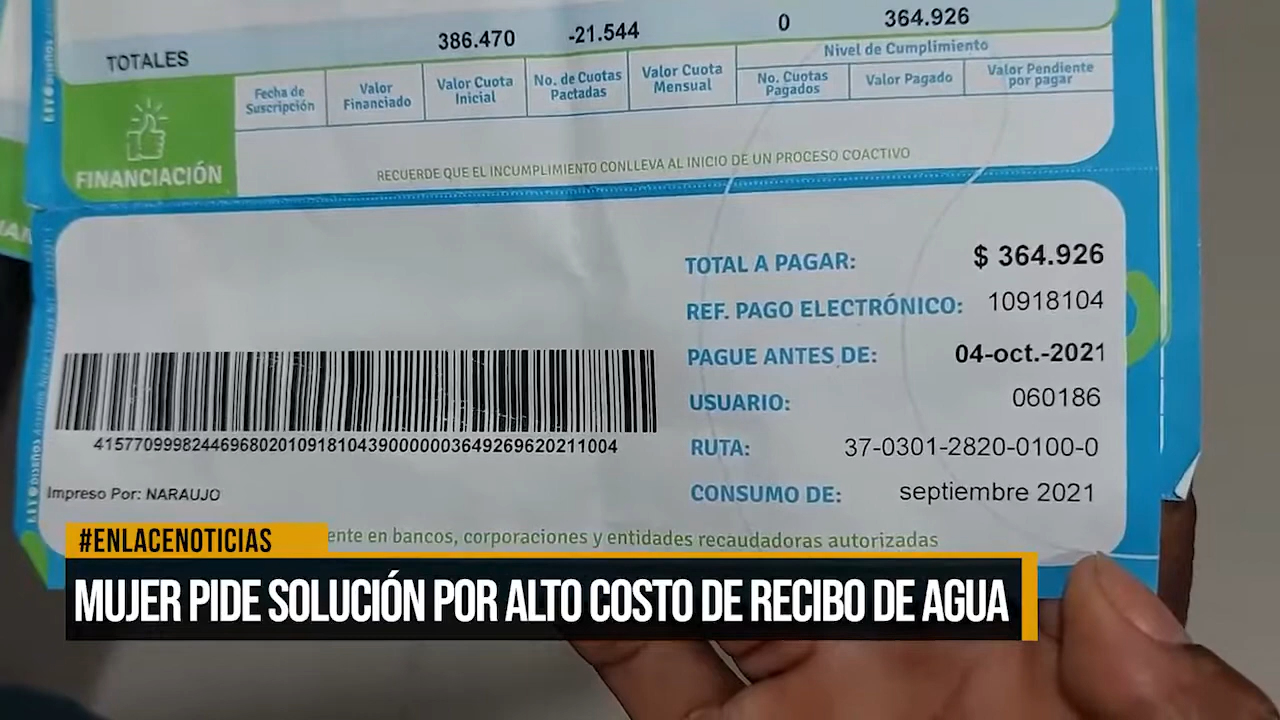 386.470 -21.544 0 364.926
TOTALES
Nivel de Cumplimiento
Fecha de Suscripción
Valor Financiado
Valor Cuota Inicial
No. de Cuotas Pactadas
Valor Cuota Mensual
No. Cuotas Pagados
Valor Pagado
Valor Pendiente por pagar
FINANCIACIÓN
RECUERDE QUE EL INCUMPLIMIENTO CONLLEVA AL INICIO DE UN PROCESO COACTIVO
TOTAL A PAGAR: $ 364.926
REF. PAGO ELECTRÓNICO: 10918104
PAGUE ANTES DE: 04-oct.-2021
USUARIO: 060186
RUTA: 37-0301-2820-0100-0
CONSUMO DE: septiembre 2021
4157709998244696802010918104390000003649269620211004
Impreso Por: NARAUJO
en bancos, corporaciones y entidades recaudadoras autorizadas
#ENLACENOTICIAS
MUJER PIDE SOLUCIÓN POR ALTO COSTO DE RECIBO DE AGUA